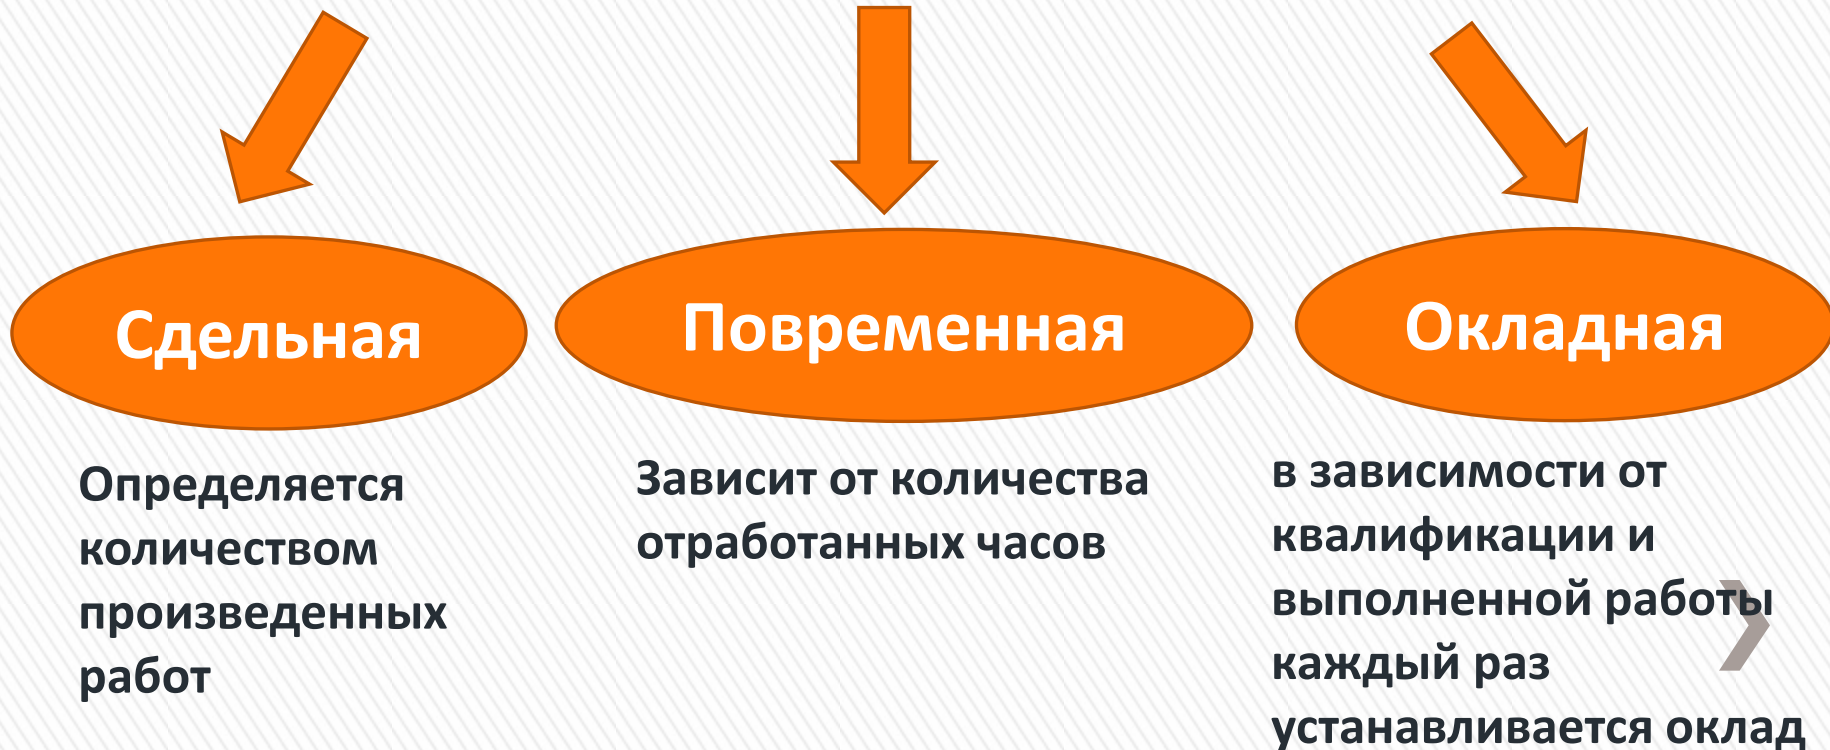 Сдельная
Повременная
Окладная
Определяется
количеством
произведенных
работ
Зависит от количества
отработанных часов
в зависимости от
квалификации и
выполненной работы
каждый раз
устанавливается оклад